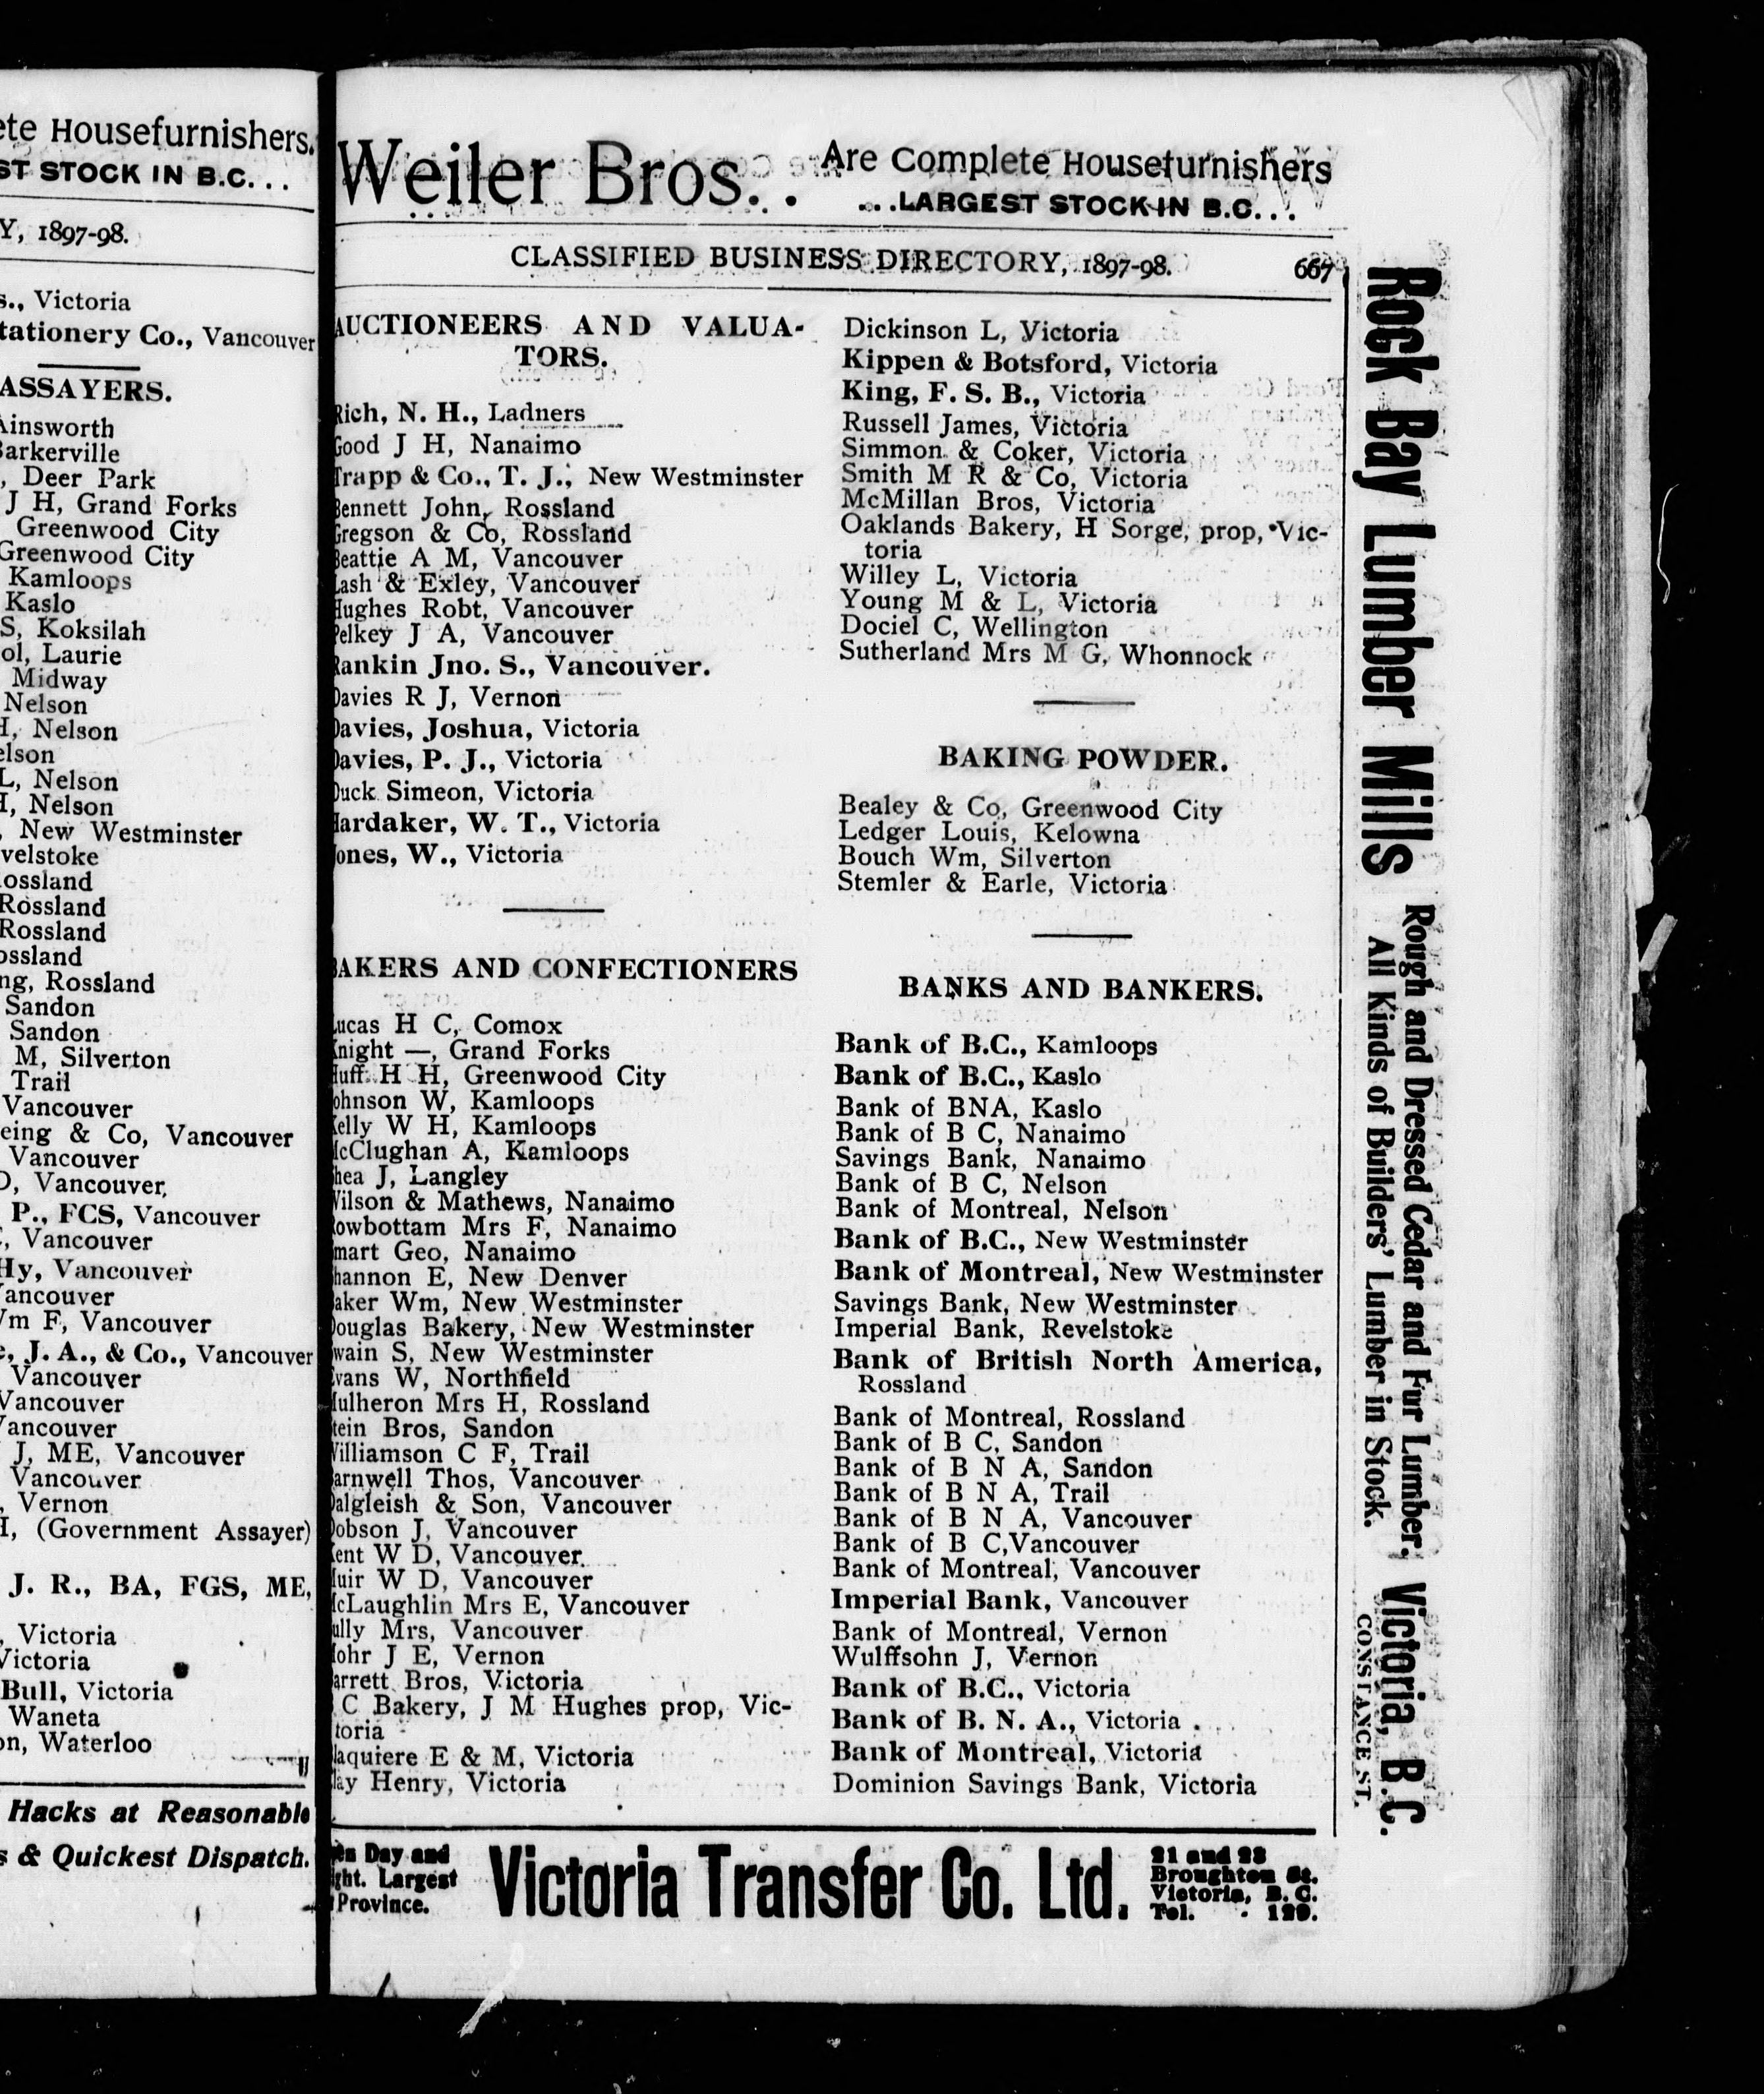 ete Housefurnishers.
ST STOCK IN B.C...
Y, 1897-98.
s., Victoria
tationery Co., Vancouver
ASSAYERS.
Ainsworth
Barkerville
, Deer Park
J H, Grand Forks
Greenwood City
Greenwood City
Kamloops
Kaslo
S, Koksilah
ol, Laurie
Midway
Nelson
H, Nelson
elson
L, Nelson
H, Nelson
, New Westminster
velstoke
ossland
Rossland
Rossland
ossland
ng, Rossland
Sandon
Sandon
M, Silverton
Trail
Vancouver
eing & Co, Vancouver
Vancouver
D, Vancouver,
P., FCS, Vancouver
, Vancouver
Hy, Vancouver
Vancouver
Vm F, Vancouver
e, J. A., & Co., Vancouver
Vancouver
Vancouver
Vancouver
J, ME, Vancouver
Vancouver
, Vernon
H, (Government Assayer)
J. R., BA, FGS, ME,
, Victoria
Victoria
Bull, Victoria
Waneta
on, Waterloo
Hacks at Reasonable
s & Quickest Dispatch.
Weiler Bros... Are Complete Housefurnishers
...LARGEST STOCK IN B.C...
CLASSIFIED BUSINESS DIRECTORY, 1897-98. 667
AUCTIONEERS AND VALUA-
TORS.
Rich, N. H., Ladners
Good J H, Nanaimo
Trapp & Co., T. J., New Westminster
Bennett John, Rossland
Gregson & Co, Rossland
Beattie A M, Vancouver
Cash & Exley, Vancouver
Hughes Robt, Vancouver
Pelkey J A, Vancouver
Rankin Jno. S., Vancouver.
Davies R J, Vernon
Davies, Joshua, Victoria
Davies, P. J., Victoria
Duck Simeon, Victoria
Hardaker, W. T., Victoria
Jones, W., Victoria
BAKERS AND CONFECTIONERS
Lucas H C, Comox
Knight —, Grand Forks
Huff H H, Greenwood City
Johnson W, Kamloops
Kelly W H, Kamloops
McClughan A, Kamloops
Shea J, Langley
Wilson & Mathews, Nanaimo
Rowbottam Mrs F, Nanaimo
Smart Geo, Nanaimo
Shannon E, New Denver
Baker Wm, New Westminster
Douglas Bakery, New Westminster
Swain S, New Westminster
Evans W, Northfield
Mulheron Mrs H, Rossland
Stein Bros, Sandon
Williamson C F, Trail
Barnwell Thos, Vancouver
Dalgleish & Son, Vancouver
Dobson J, Vancouver
Kent W D, Vancouver
Muir W D, Vancouver
McLaughlin Mrs E, Vancouver
ully Mrs, Vancouver
Mohr J E, Vernon
arrett Bros, Victoria
B C Bakery, J M Hughes prop, Vic-
toria
laquiere E & M, Victoria
Clay Henry, Victoria
Dickinson L, Victoria
Kippen & Botsford, Victoria
King, F. S. B., Victoria
Russell James, Victoria
Simmon & Coker, Victoria
Smith M R & Co, Victoria
McMillan Bros, Victoria
Oaklands Bakery, H Sorge, prop, Vic-
toria
Willey L, Victoria
Young M & L, Victoria
Dociel C, Wellington
Sutherland Mrs M G, Whonnock
BAKING POWDER.
Bealey & Co, Greenwood City
Ledger Louis, Kelowna
Bouch Wm, Silverton
Stemler & Earle, Victoria
BANKS AND BANKERS.
Bank of B.C., Kamloops
Bank of B.C., Kaslo
Bank of BNA, Kaslo
Bank of B C, Nanaimo
Savings Bank, Nanaimo
Bank of B C, Nelson
Bank of Montreal, Nelson
Bank of B.C., New Westminster
Bank of Montreal, New Westminster
Savings Bank, New Westminster
Imperial Bank, Revelstoke
Bank of British North America,
Rossland
Bank of Montreal, Rossland
Bank of B C, Sandon
Bank of B N A, Sandon
Bank of B N A, Trail
Bank of B N A, Vancouver
Bank of B C,Vancouver
Bank of Montreal, Vancouver
Imperial Bank, Vancouver
Bank of Montreal, Vernon
Wulffsohn J, Vernon
Bank of B.C., Victoria
Bank of B. N. A., Victoria
Bank of Montreal, Victoria
Dominion Savings Bank, Victoria
en Day and
ght. Largest
Province.
Victoria Transfer Co. Ltd.
21 and 23
Broughton St.
Victoria, B. C.
Tel. 129.
Rock Bay Lumber Mills
Rough and Dressed Cedar and Fur Lumber.
All Kinds of Builders' Lumber in Stock.
Victoria, B.C.
CONSTANCE ST.